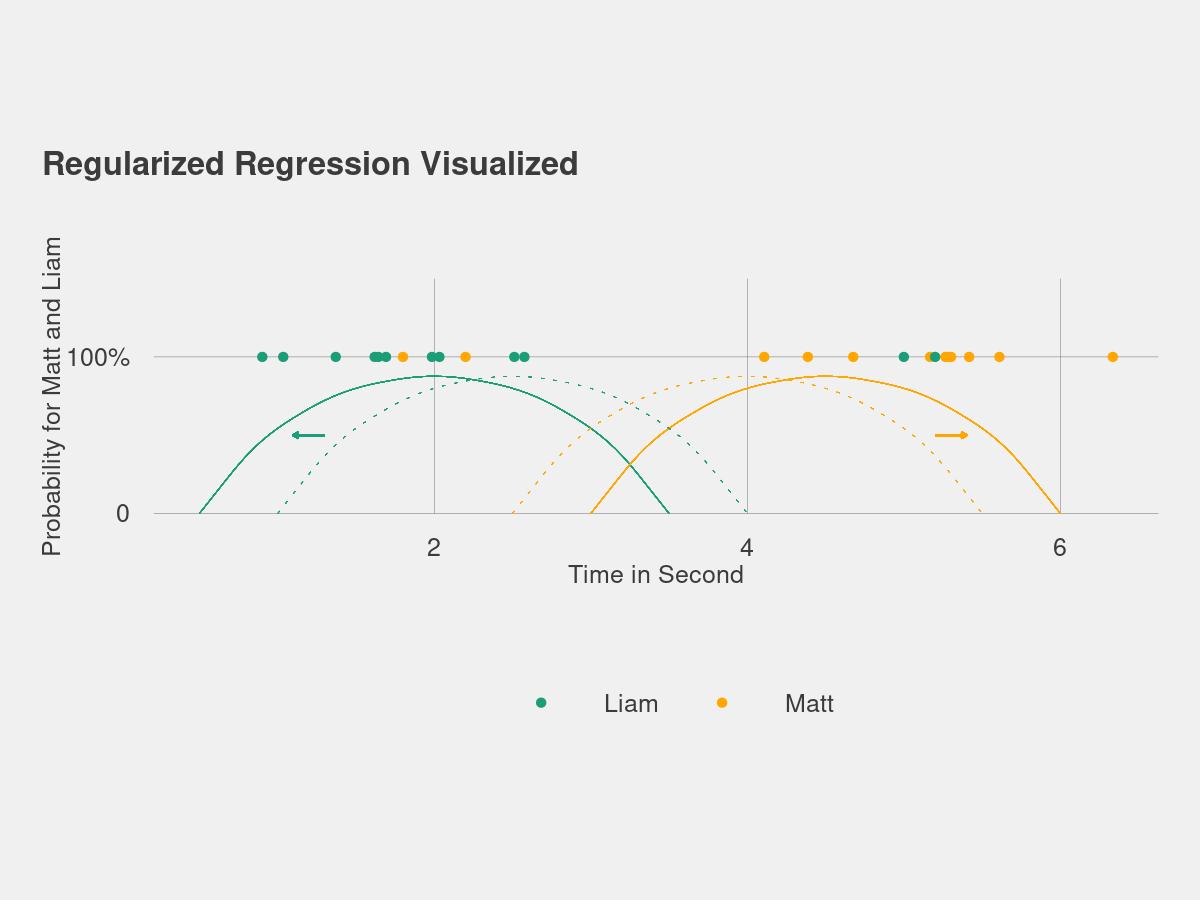 Regularized Regression Visualized
Probability for Matt and Liam
100%
0
2 4 6
Time in Second
Liam Matt